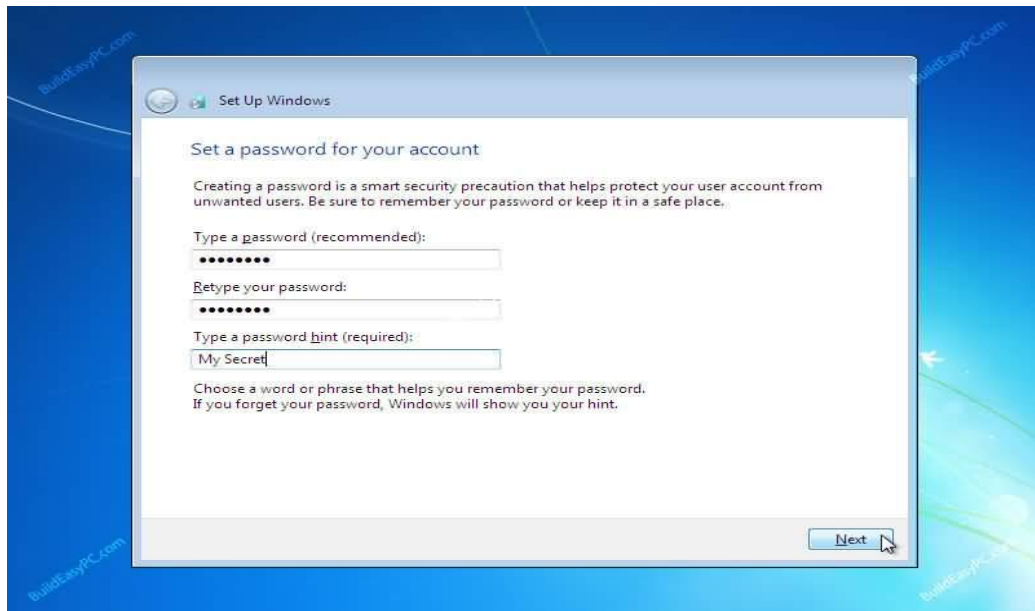 BuildEasyPC.com
BuildEasyPC.com
Set Up Windows
Set a password for your account
Creating a password is a smart security precaution that helps protect your user account from
unwanted users. Be sure to remember your password or keep it in a safe place.
Type a password (recommended):
••••••••
Retype your password:
••••••••
Type a password hint (required):
My Secret
Choose a word or phrase that helps you remember your password.
If you forget your password, Windows will show you your hint.
Next
BuildEasyPC.com
BuildEasyPC.com